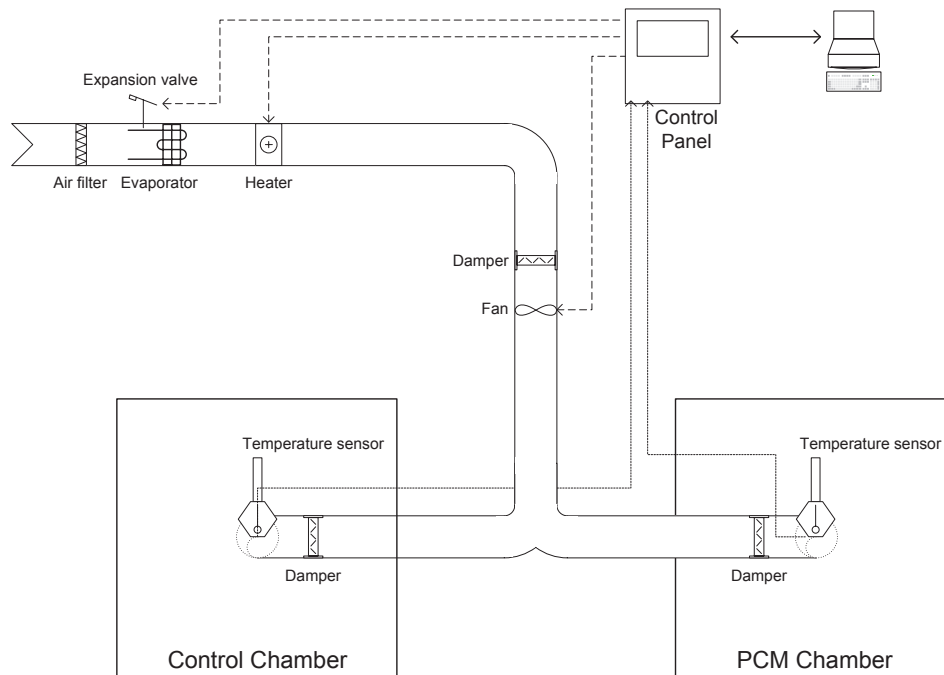 Expansion valve
Control
Panel
Air filter
Evaporator
Heater
Damper
Fan
Temperature sensor
Temperature sensor
Damper
Damper
Control Chamber
PCM Chamber